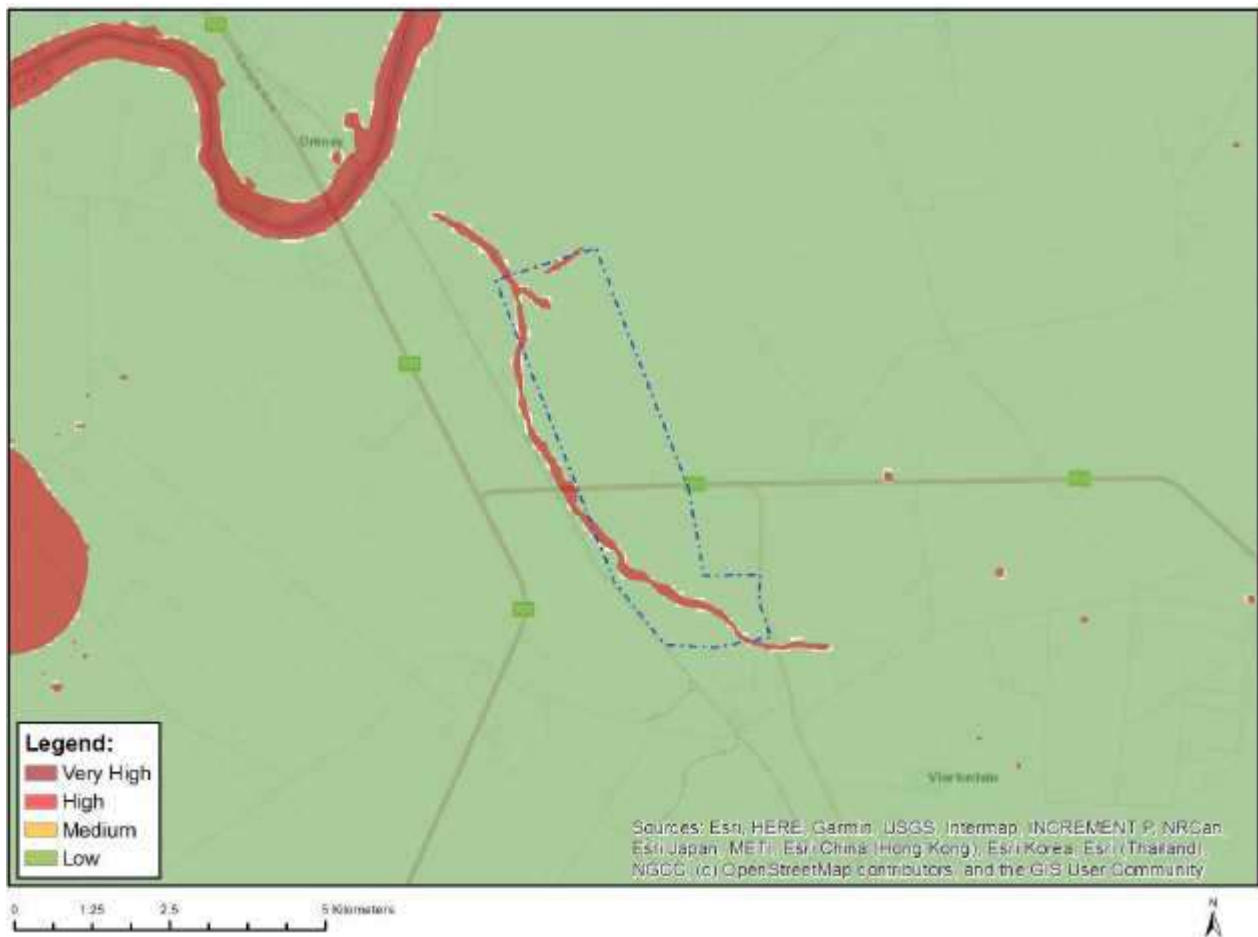 Orkney
Vierfontein
Legend:
Very High
High
Medium
Low
Sources: Esri, HERE, Garmin, USGS, Intermap, INCREMENT P, NRCan,
Esri Japan, METI, Esri China (Hong Kong), Esri Korea, Esri (Thailand),
NGCC, (c) OpenStreetMap contributors, and the GIS User Community
0 1.25 2.5 5 Kilometers
N